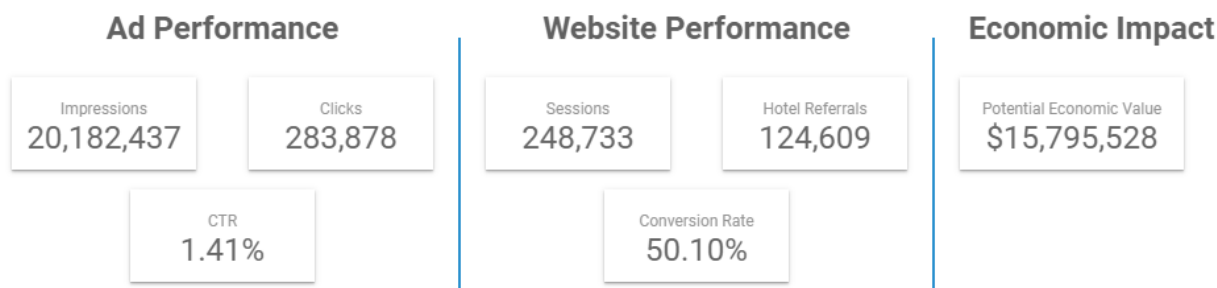 Ad Performance
Impressions
20,182,437
Clicks
283,878
CTR
1.41%
Website Performance
Sessions
248,733
Hotel Referrals
124,609
Conversion Rate
50.10%
Economic Impact
Potential Economic Value
$15,795,528